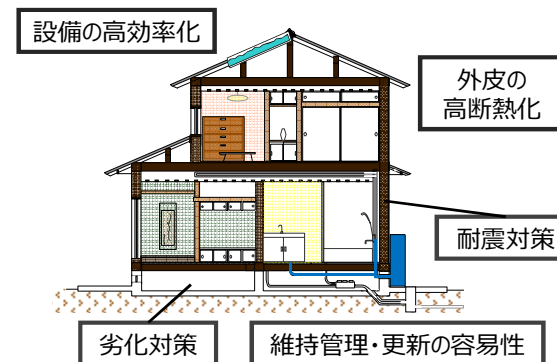 設備の高効率化
外皮の
高断熱化
耐震対策
劣化対策
維持管理・更新の容易性